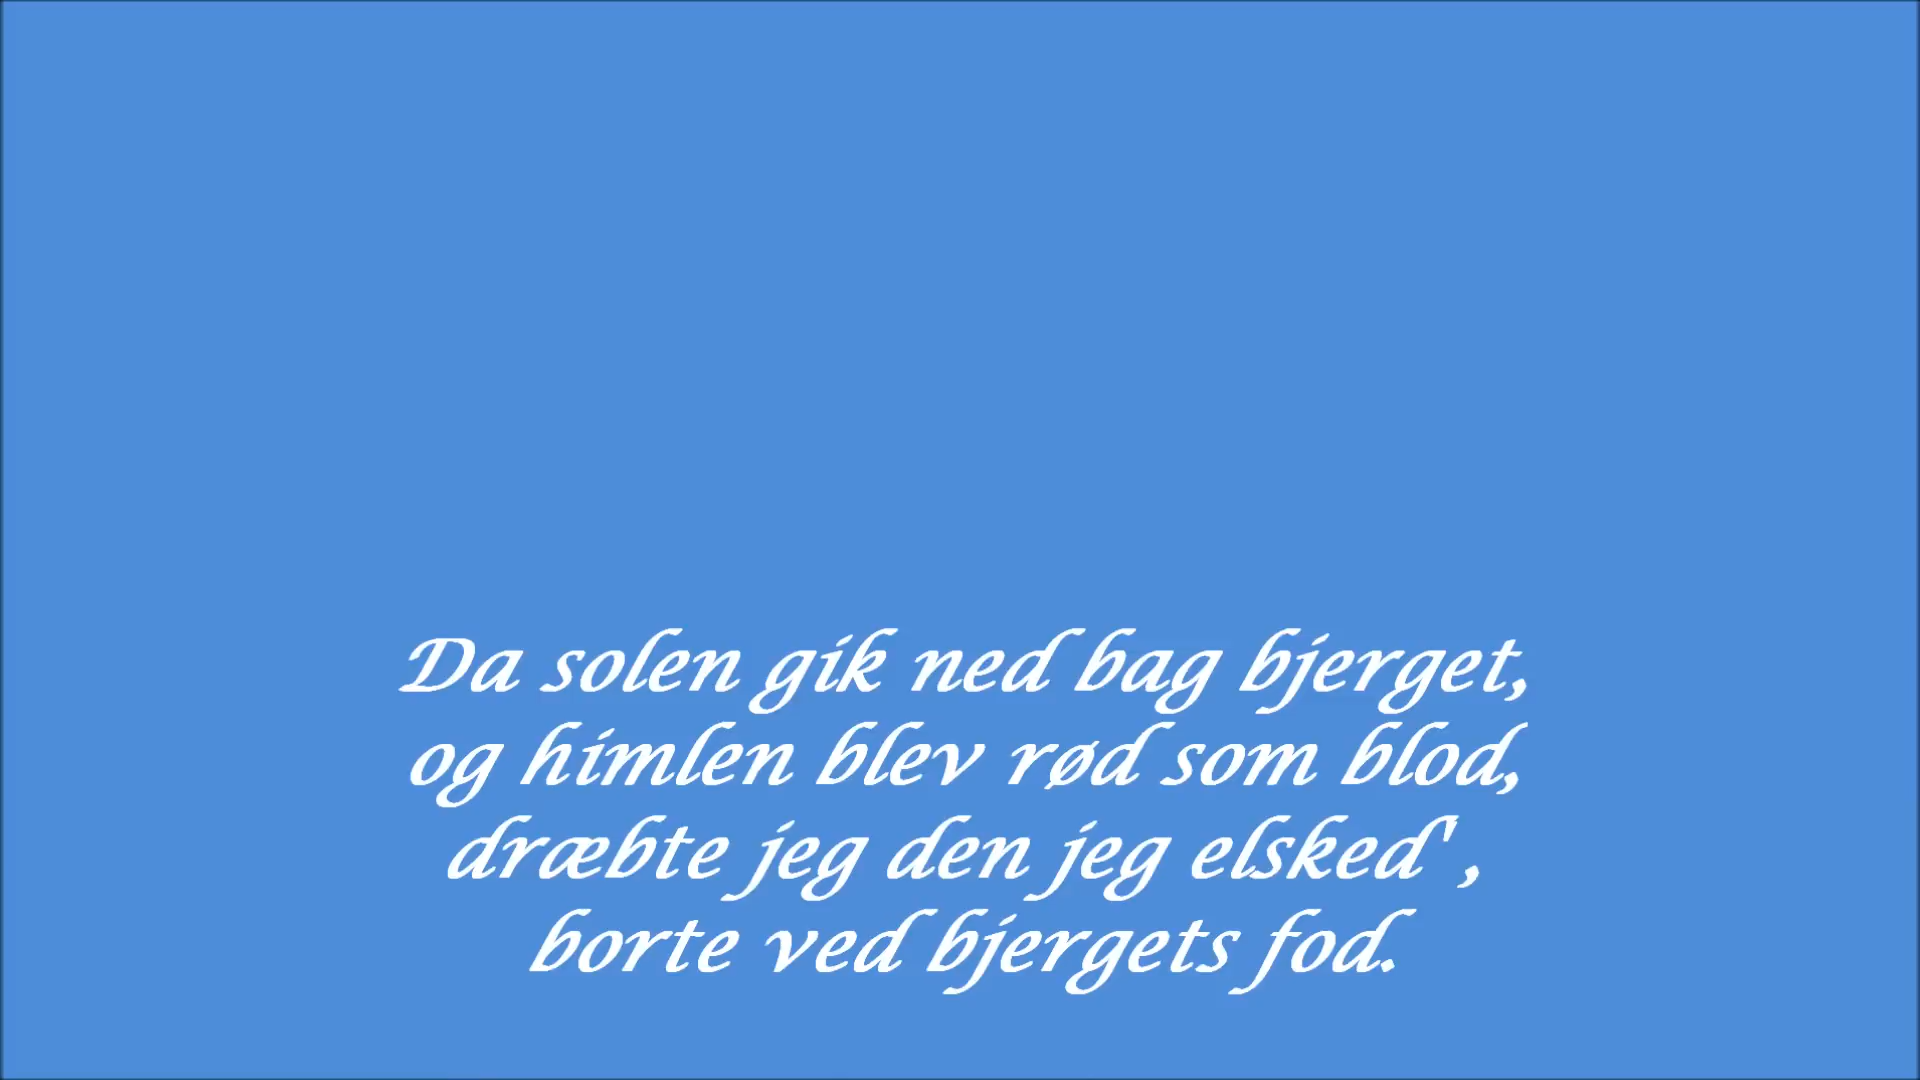 Da solen gik ned bag bjerget,
og himlen blev rød som blod,
dræbte jeg den jeg elsked',
borte ved bjergets fod.